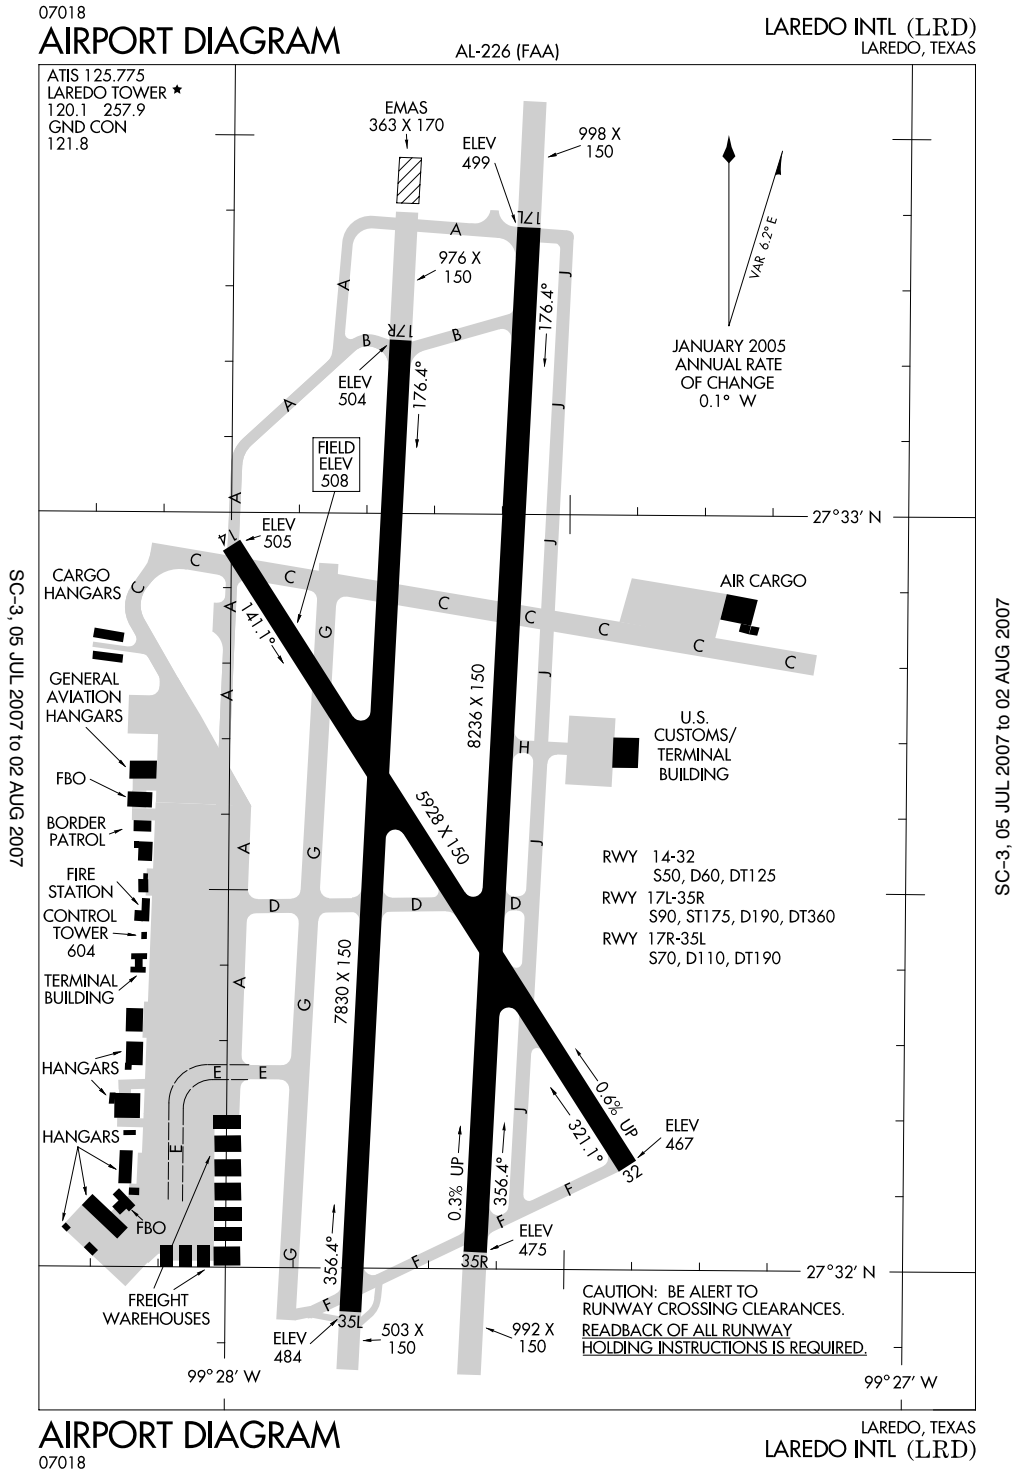 07018
AIRPORT DIAGRAM
AL-226 (FAA)
LAREDO INTL (LRD)
LAREDO, TEXAS
ATIS 125.775
LAREDO TOWER ★
120.1 257.9
GND CON
121.8
EMAS
363 X 170
ELEV
499
998 X
150
17L
A
976 X
150
J
VAR 6.2° E
A
17R
B
B
176.4°
JANUARY 2005
ANNUAL RATE
OF CHANGE
0.1° W
ELEV
504
176.4°
A
J
FIELD
ELEV
508
A
27°33' N
ELEV
505
14
J
C
C
C
CARGO
HANGARS
AIR CARGO
C
C
C
C
C
A
141.1°
G
GENERAL
AVIATION
HANGARS
A
J
8236 X 150
U.S.
CUSTOMS/
TERMINAL
BUILDING
H
FBO
5928 X 150
BORDER
PATROL
A
G
J
RWY 14-32
S50, D60, DT125
RWY 17L-35R
S90, ST175, D190, DT360
RWY 17R-35L
S70, D110, DT190
FIRE
STATION
CONTROL
TOWER
604
D
D
D
TERMINAL
BUILDING
A
G
7830 X 150
HANGARS
E
E
0.6% UP
321.1°
J
ELEV
467
32
HANGARS
E
0.3% UP
356.4°
F
F
FBO
ELEV
475
G
356.4°
F
35R
27°32' N
FREIGHT
WAREHOUSES
F
35L
ELEV
484
503 X
150
992 X
150
CAUTION: BE ALERT TO
RUNWAY CROSSING CLEARANCES.
READBACK OF ALL RUNWAY
HOLDING INSTRUCTIONS IS REQUIRED.
99°28' W
99°27' W
SC-3, 05 JUL 2007 to 02 AUG 2007
SC-3, 05 JUL 2007 to 02 AUG 2007
AIRPORT DIAGRAM
07018
LAREDO, TEXAS
LAREDO INTL (LRD)